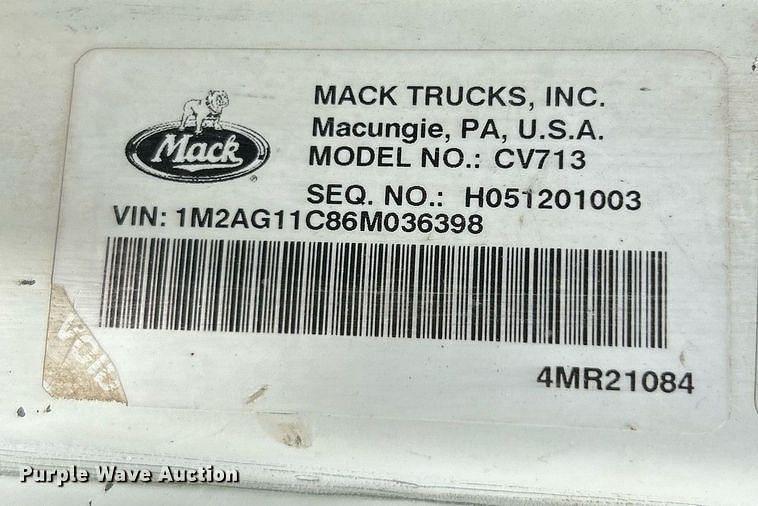 MACK TRUCKS, INC.
Macungie, PA, U.S.A.
MODEL NO.: CV713
SEQ. NO.: H051201003
Mack
VIN: 1M2AG11C86M036398
4MR21084
Purple Wave Auction